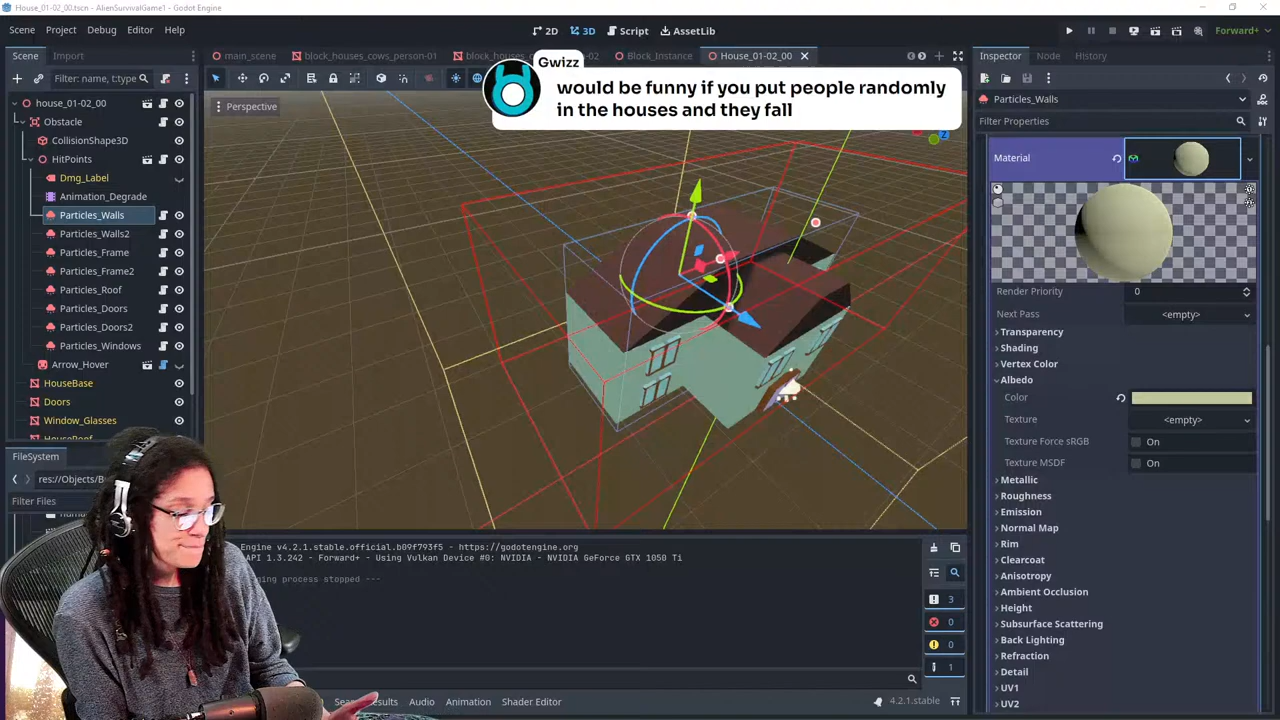 House_01-02_00.tscn - AlienSurvivalGame1 - Godot Engine
Scene Project Debug Editor Help
2D 3D Script AssetLib
Forward+
Scene Import
main_scene block_houses_cows_person-01 Block_Instance House_01-02_00
Inspector Node History
Gwizz
would be funny if you put people randomly
in the houses and they fall
Filter: name, t:type
Perspective
Particles_Walls
Filter Properties
house_01-02_00
Obstacle
CollisionShape3D
HitPoints
Dmg_Label
Animation_Degrade
Particles_Walls
Particles_Walls2
Particles_Frame
Particles_Frame2
Particles_Roof
Particles_Doors
Particles_Doors2
Particles_Windows
Arrow_Hover
HouseBase
Doors
Window_Glasses
FileSystem
Filter Files
Engine v4.2.1.stable.official.b09f793f5 - https://godotengine.org
API 1.3.242 - Forward+ - Using Vulkan Device #0: NVIDIA - NVIDIA GeForce GTX 1050 Ti
process stopped ---
3
0
0
1
Audio Animation Shader Editor
4.2.1.stable
Material
Render Priority 0
Next Pass <empty>
Transparency
Shading
Vertex Color
Albedo
Color
Texture <empty>
Texture Force sRGB On
Texture MSDF On
Metallic
Roughness
Emission
Normal Map
Rim
Clearcoat
Anisotropy
Ambient Occlusion
Height
Subsurface Scattering
Back Lighting
Refraction
Detail
UV1
UV2